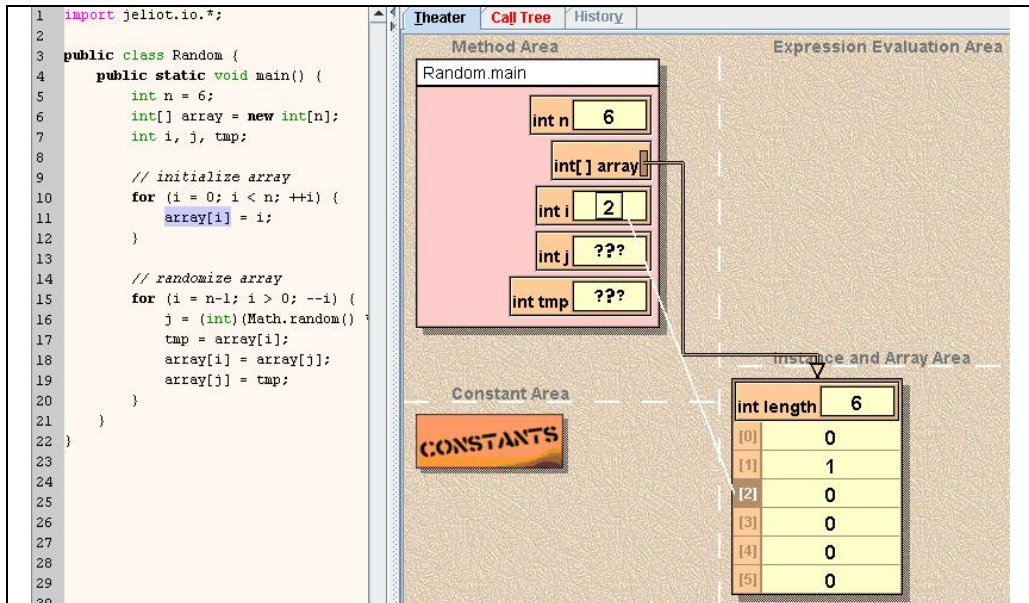 1 import jeliot.io.*;
2
3 public class Random {
4 public static void main() {
5 int n = 6;
6 int[] array = new int[n];
7 int i, j, tmp;
8
9 // initialize array
10 for (i = 0; i < n; ++i) {
11 array[i] = i;
12 }
13
14 // randomize array
15 for (i = n-1; i > 0; --i) {
16 j = (int)(Math.random()
17 tmp = array[i];
18 array[i] = array[j];
19 array[j] = tmp;
20 }
21 }
22 }
23
24
25
26
27
28
29
30
Theater Call Tree History
Method Area
Expression Evaluation Area
Random.main
int n 6
int[ ] array
int i 2
int j ???
int tmp ???
Instance and Array Area
Constant Area
CONSTANTS
int length 6
[0] 0
[1] 1
[2] 0
[3] 0
[4] 0
[5] 0